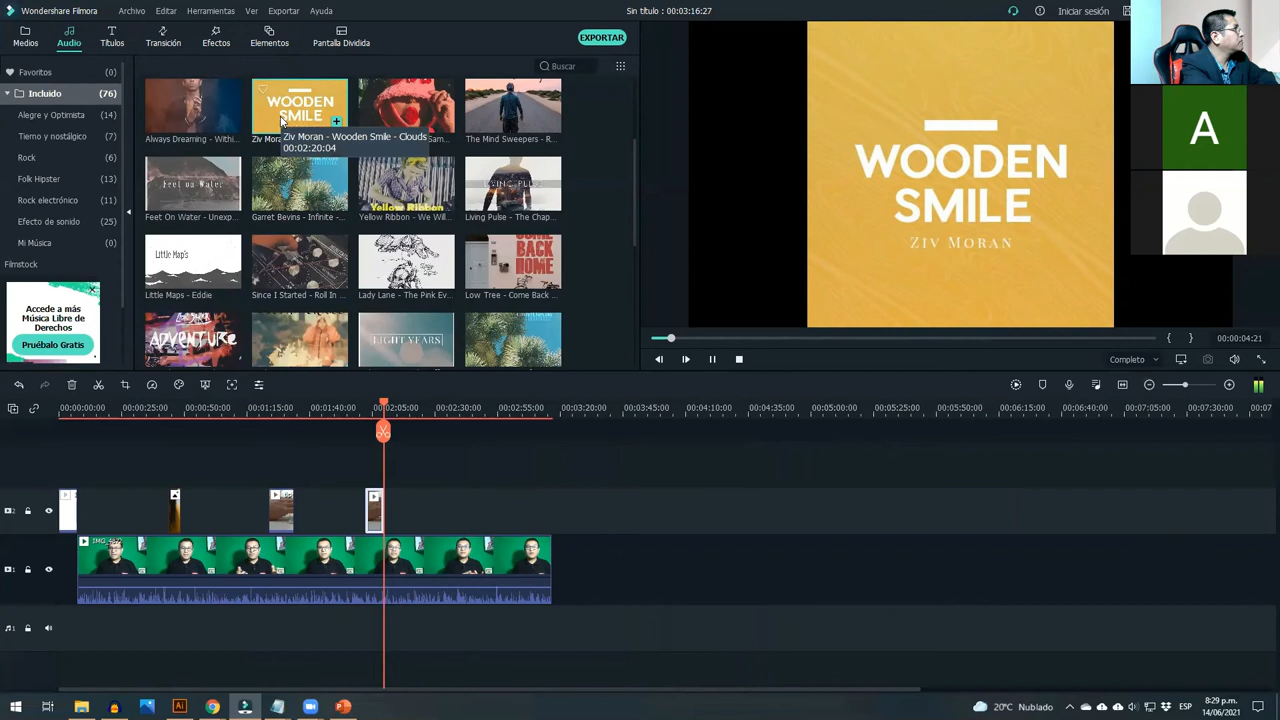 Wondershare Filmora
Archivo Editar Herramientas Ver Exportar Ayuda
Sin título : 00:03:16:27
Iniciar sesión
Medios Audio Títulos Transición Efectos Elementos Pantalla Dividida
EXPORTAR
Favoritos (0)
Buscar
Incluido (76)
Alegre y Optimista (14)
Tierno y nostálgico (7)
Rock (6)
Folk Hipster (11)
Rock electrónico (11)
Efecto de sonido (25)
Mi Música (0)
Filmstock
Accede a más
Música Libre de
Derechos
Pruébalo Gratis
WOODEN
SMILE
Always Dreaming - Withi...
The Mind Sweepers - R...
Ziv Moran - Wooden Smile - Clouds
00:02:20:04
Feet on Water
LIVING PULSE
Yellow Ribbon
Feet On Water - Unexp...
Garret Bevins - Infinite -...
Yellow Ribbon - We Will...
Living Pulse - The Chap...
Little Map's
COME
BACK
HOME
Little Maps - Eddie
Since I Started - Roll In ...
Lady Lane - The Pink Ev...
Low Tree - Come Back ...
ADVENTURE
LIGHT YEARS
WOODEN
SMILE
ZIV MORAN
A
00:00:04:21
Completo
00:00:00:00 00:00:25:00 00:00:50:00 00:01:15:00 00:01:40:00 00:02:05:00 00:02:30:00 00:02:55:00 00:03:20:00 00:03:45:00 00:04:10:00 00:04:35:00 00:05:00:00 00:05:25:00 00:05:50:00 00:06:15:00 00:06:40:00 00:07:05:00 00:07:30:00 00:07
2
1
1
Ai
20°C Nublado
ESP
8:29 p.m.
14/06/2021